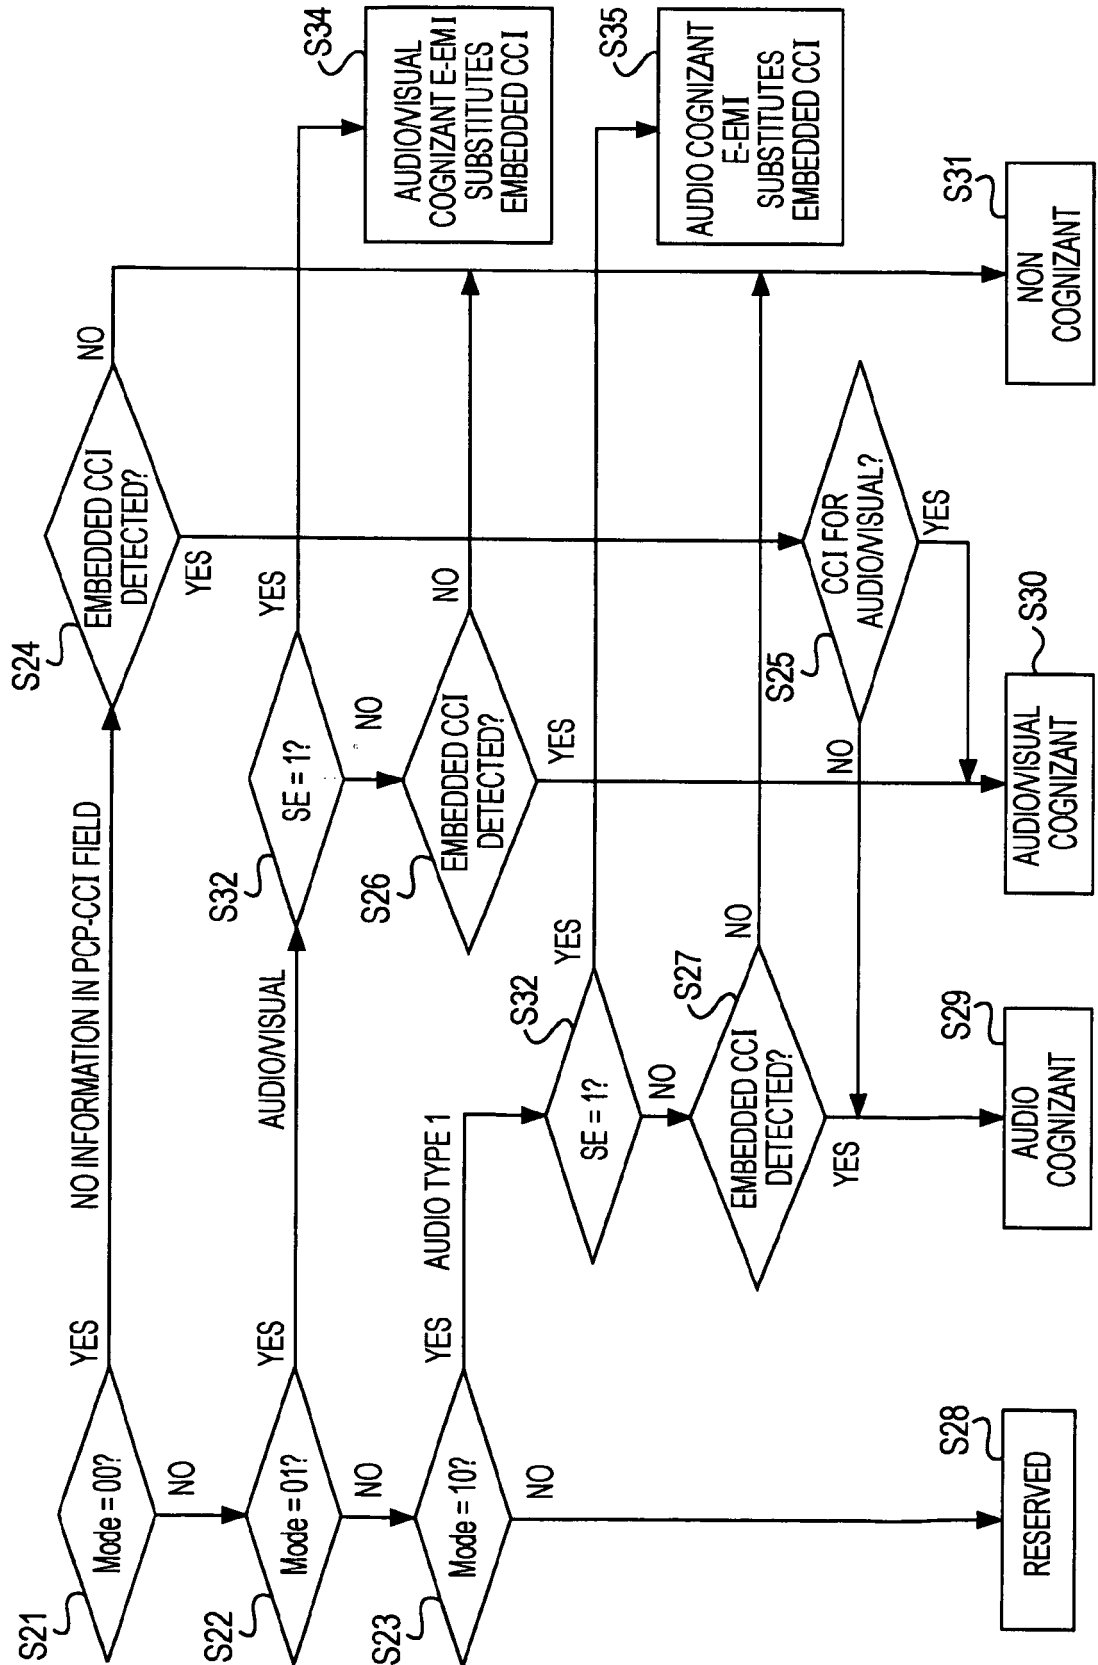 S21
Mode = 00?
YES
NO INFORMATION IN PCP-CCI FIELD
NO
S24
EMBEDDED CCI
DETECTED?
NO
YES
S22
Mode = 01?
YES
AUDIO/VISUAL
NO
S32
SE = 1?
YES
NO
S34
AUDIO/VISUAL
COGNIZANT E-EMI
SUBSTITUTES
EMBEDDED CCI
S26
EMBEDDED CCI
DETECTED?
NO
YES
S23
Mode = 10?
YES
AUDIO TYPE 1
NO
S32
SE = 1?
YES
NO
S35
AUDIO COGNIZANT
E-EMI
SUBSTITUTES
EMBEDDED CCI
S27
EMBEDDED CCI
DETECTED?
NO
YES
S25
CCI FOR
AUDIO/VISUAL?
NO
YES
S28
RESERVED
S29
AUDIO
COGNIZANT
S30
AUDIO/VISUAL
COGNIZANT
S31
NON
COGNIZANT